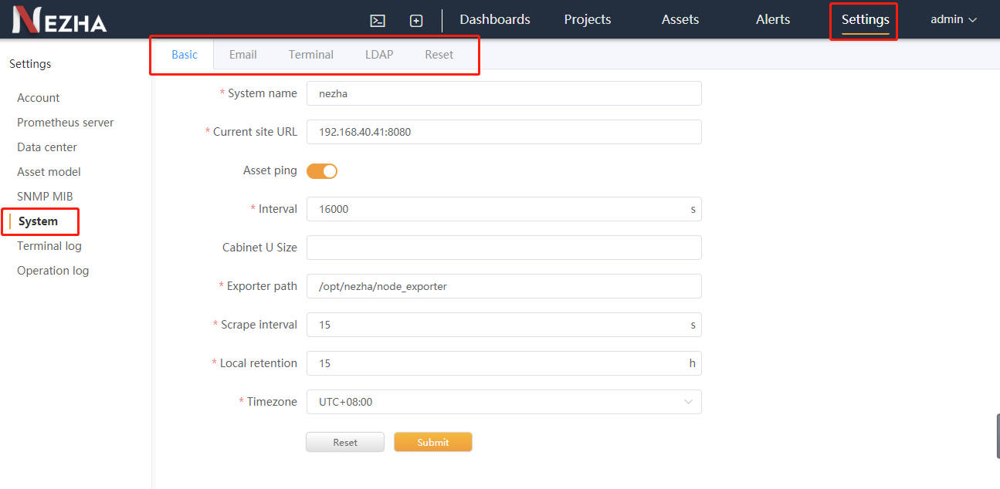 NEZHA
Dashboards Projects Assets Alerts Settings admin
Settings
Account
Prometheus server
Data center
Asset model
SNMP MIB
System
Terminal log
Operation log
Basic Email Terminal LDAP Reset
* System name nezha
* Current site URL 192.168.40.41:8080
Asset ping
* Interval 16000 s
Cabinet U Size
* Exporter path /opt/nezha/node_exporter
* Scrape interval 15 s
* Local retention 15 h
* Timezone UTC+08:00
Reset Submit